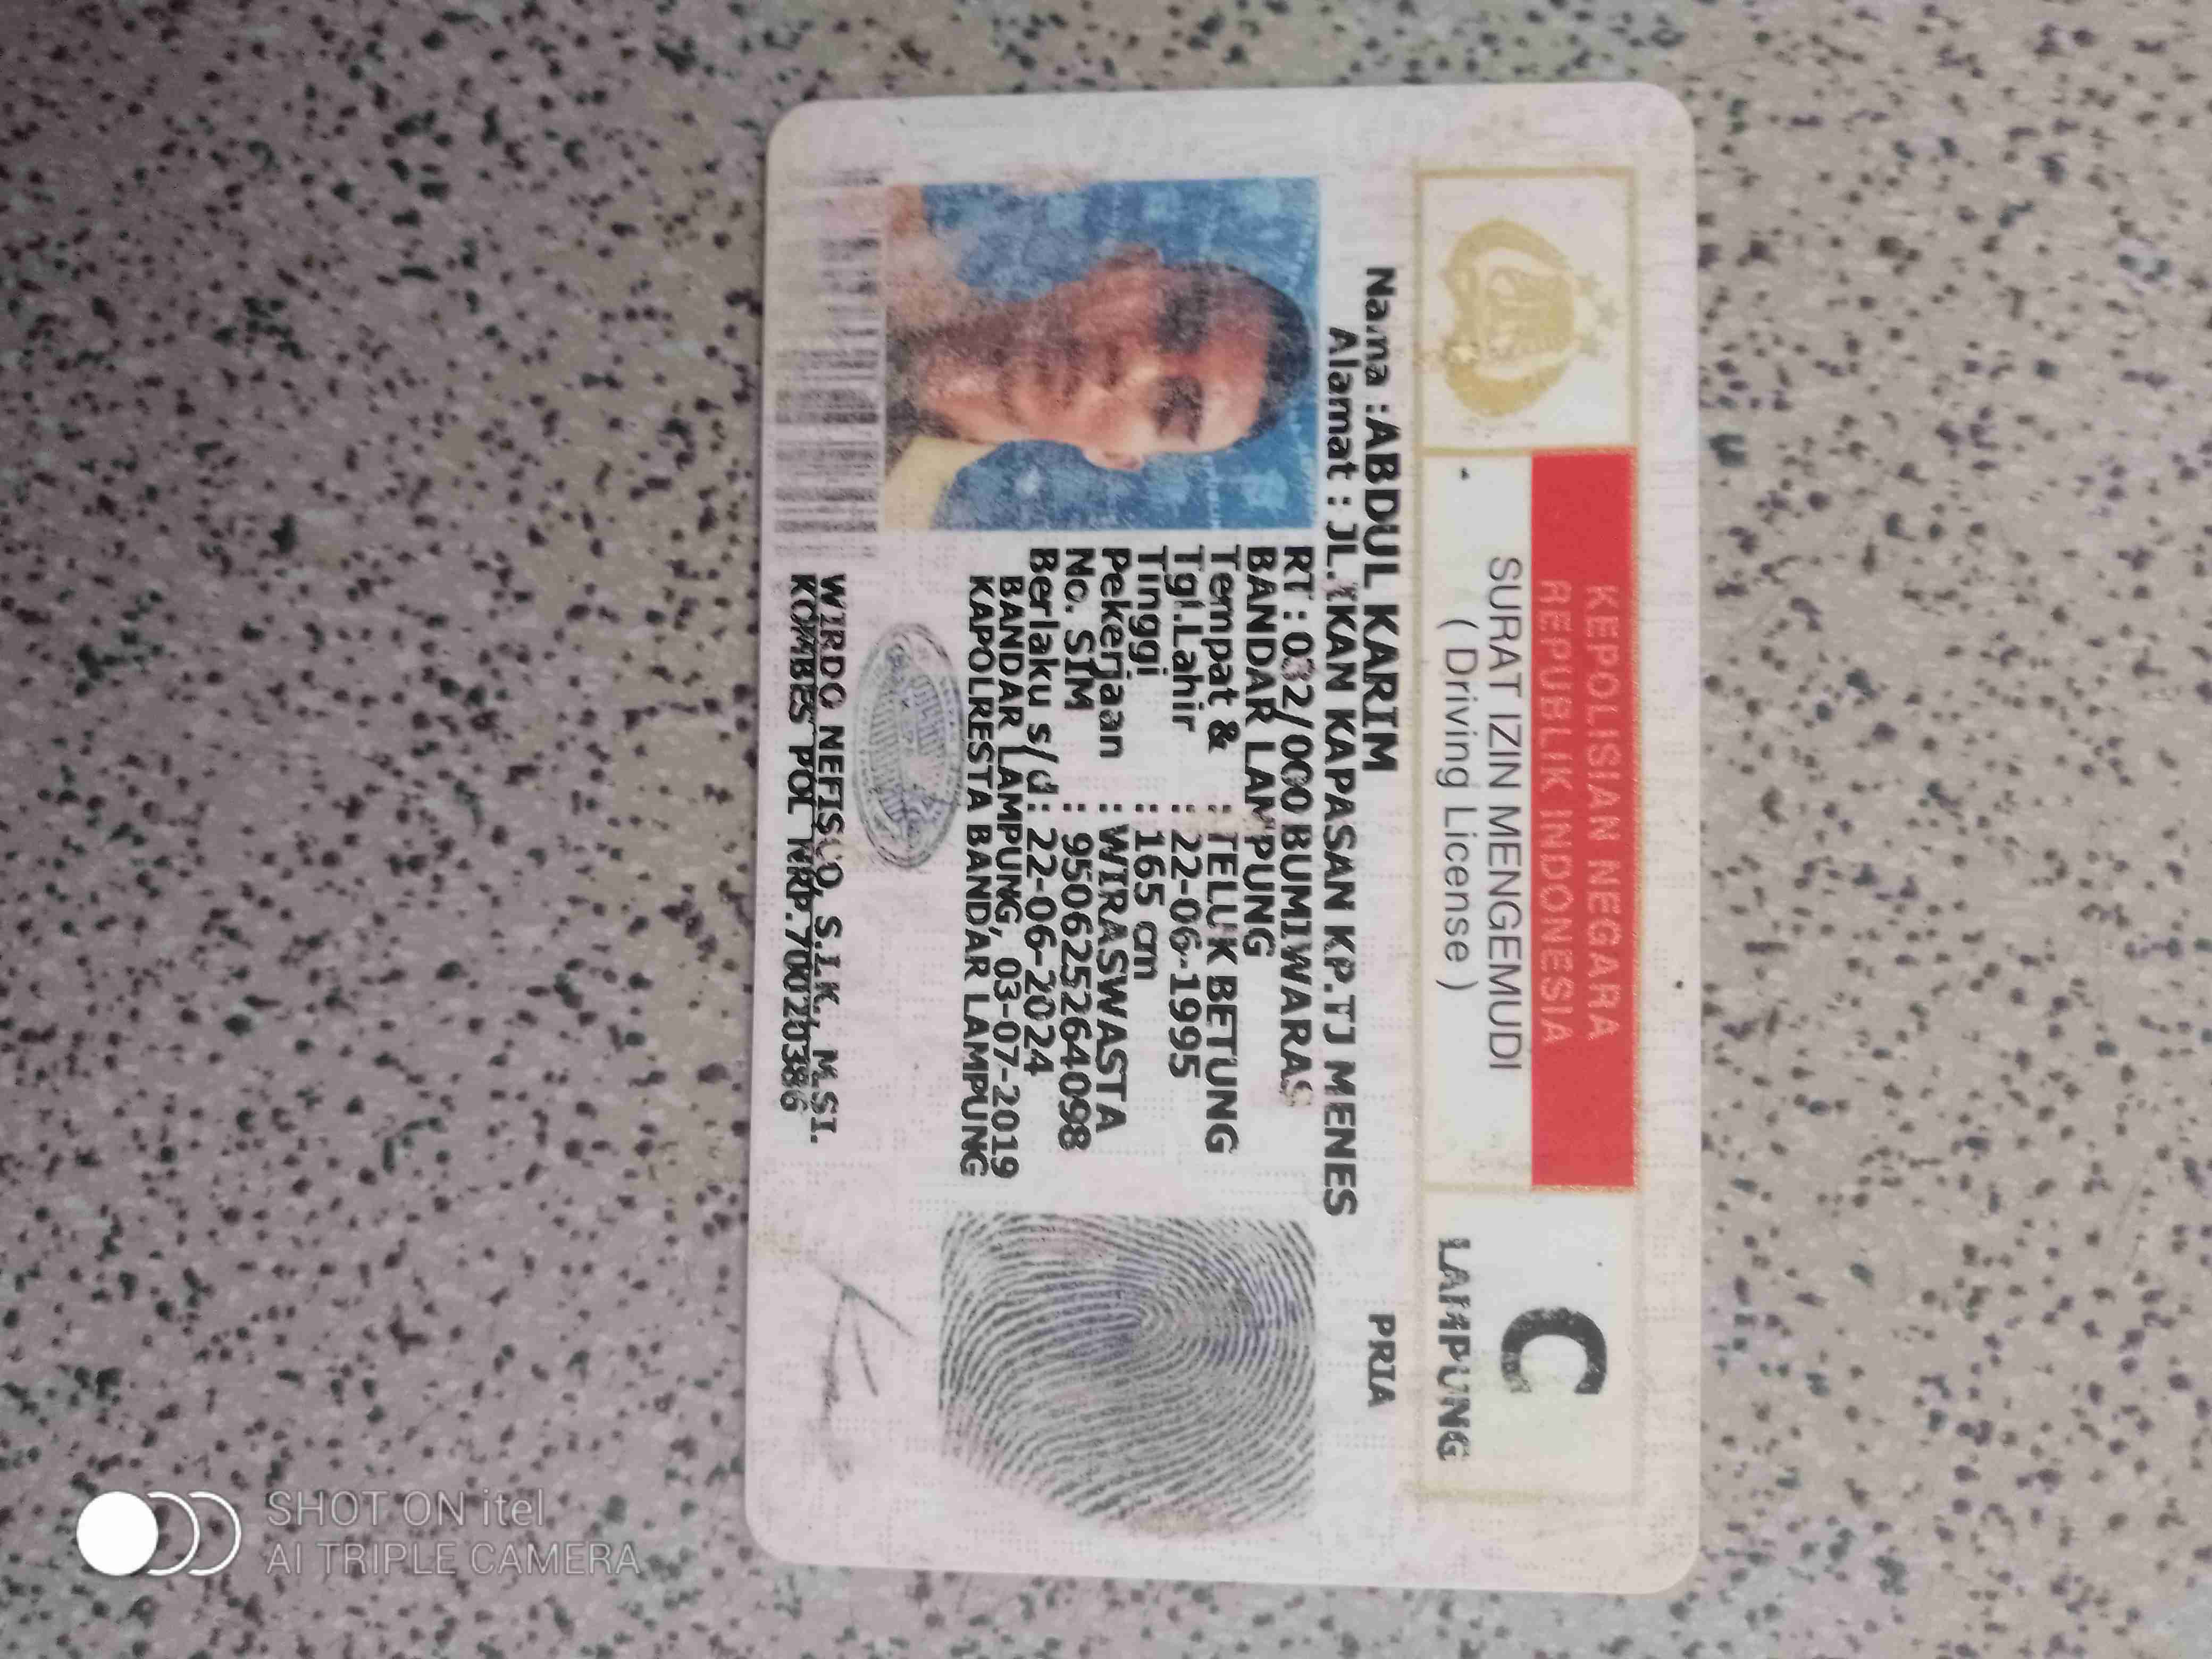 KEPOLISIAN NEGARA
REPUBLIK INDONESIA
SURAT IZIN MENGEMUDI
( Driving License )
C
LAMPUNG
Nama : ABDUL KARIM
PRIA
Alamat : JL.IKAN KAPASAN KP.TJ MENES
RT : 032/000 BUMIWARAS
BANDAR LAMPUNG
Tempat & : TELUK BETUNG
Tgl.Lahir : 22-06-1995
Tinggi : 165 cm
Pekerjaan : WIRASWASTA
No. SIM : 950625264098
Berlaku s/d : 22-06-2024
BANDAR LAMPUNG, 03-07-2019
KAPOLRESTA BANDAR LAMPUNG
WIRDO NEFISCO, S.I.K., M.SI.
KOMBES POL NRP.70020386
SHOT ON itel
AI TRIPLE CAMERA